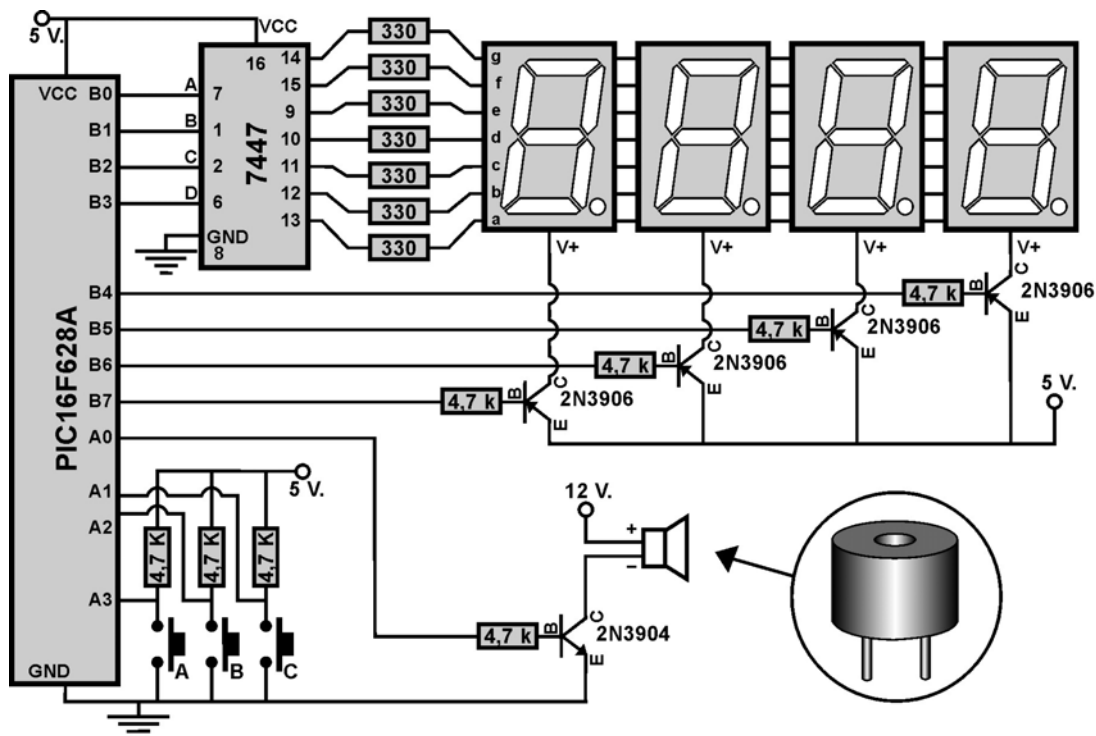 5 V.
VCC
VCC B0
B1
B2
B3
B4
B5
B6
B7
A0
A1
A2
A3
GND
PIC16F628A
A
B
C
D
16
7
1
2
6
GND
8
7447
14
15
9
10
11
12
13
330
330
330
330
330
330
330
g
f
e
d
c
b
a
V+
V+
V+
V+
4,7 k
B
C
E
2N3906
4,7 k
B
C
E
2N3906
4,7 k
B
C
E
2N3906
4,7 k
B
C
E
2N3906
5 V.
5 V.
4,7 K
4,7 K
4,7 K
A
B
C
12 V.
+
–
4,7 k
B
C
E
2N3904